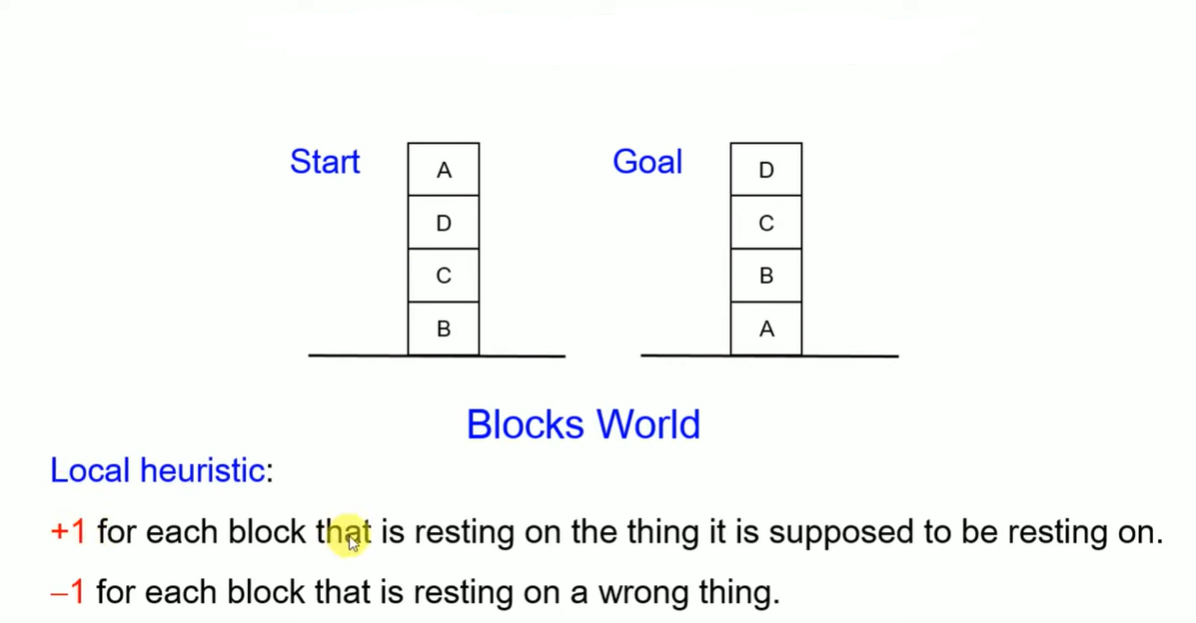 Start
A
D
C
B
Goal
D
C
B
A
Blocks World
Local heuristic:
+1 for each block that is resting on the thing it is supposed to be resting on.
–1 for each block that is resting on a wrong thing.